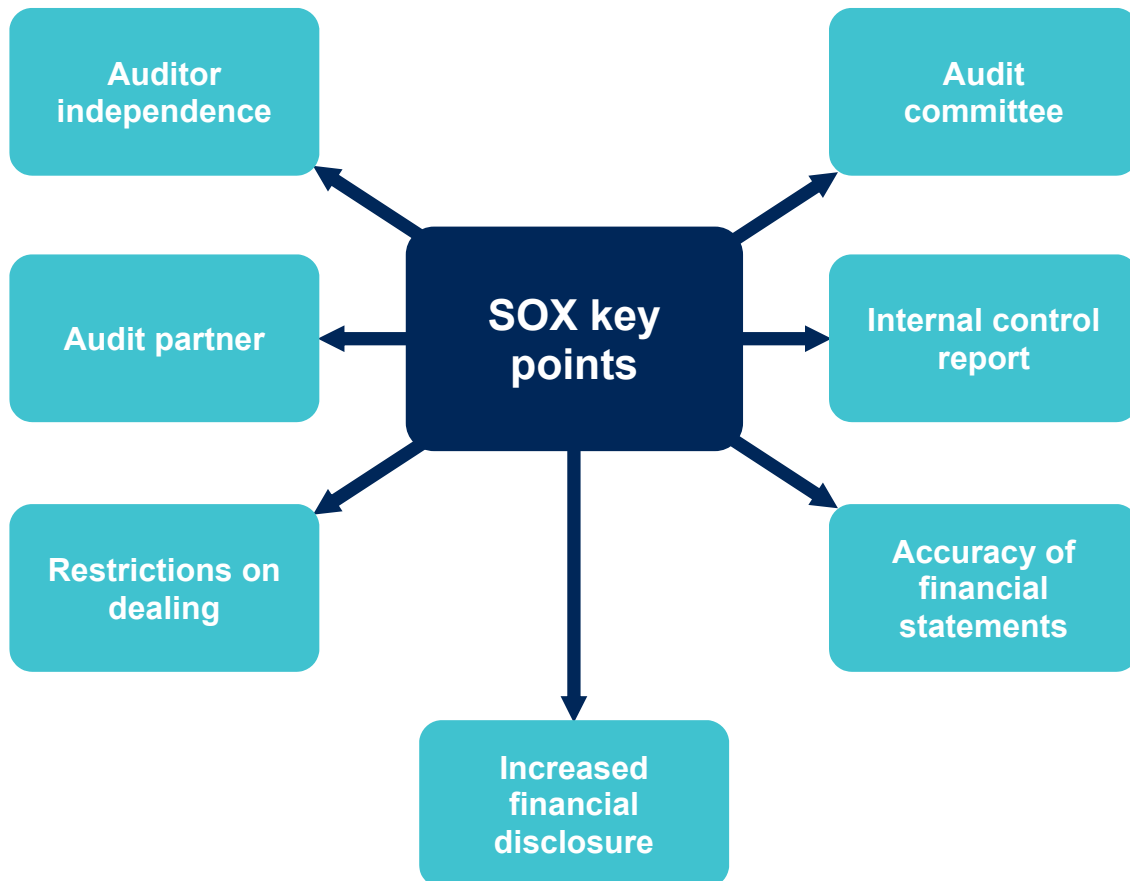 Auditor
independence
Audit
committee
SOX key
points
Audit partner
Internal control
report
Restrictions on
dealing
Accuracy of
financial
statements
Increased
financial
disclosure